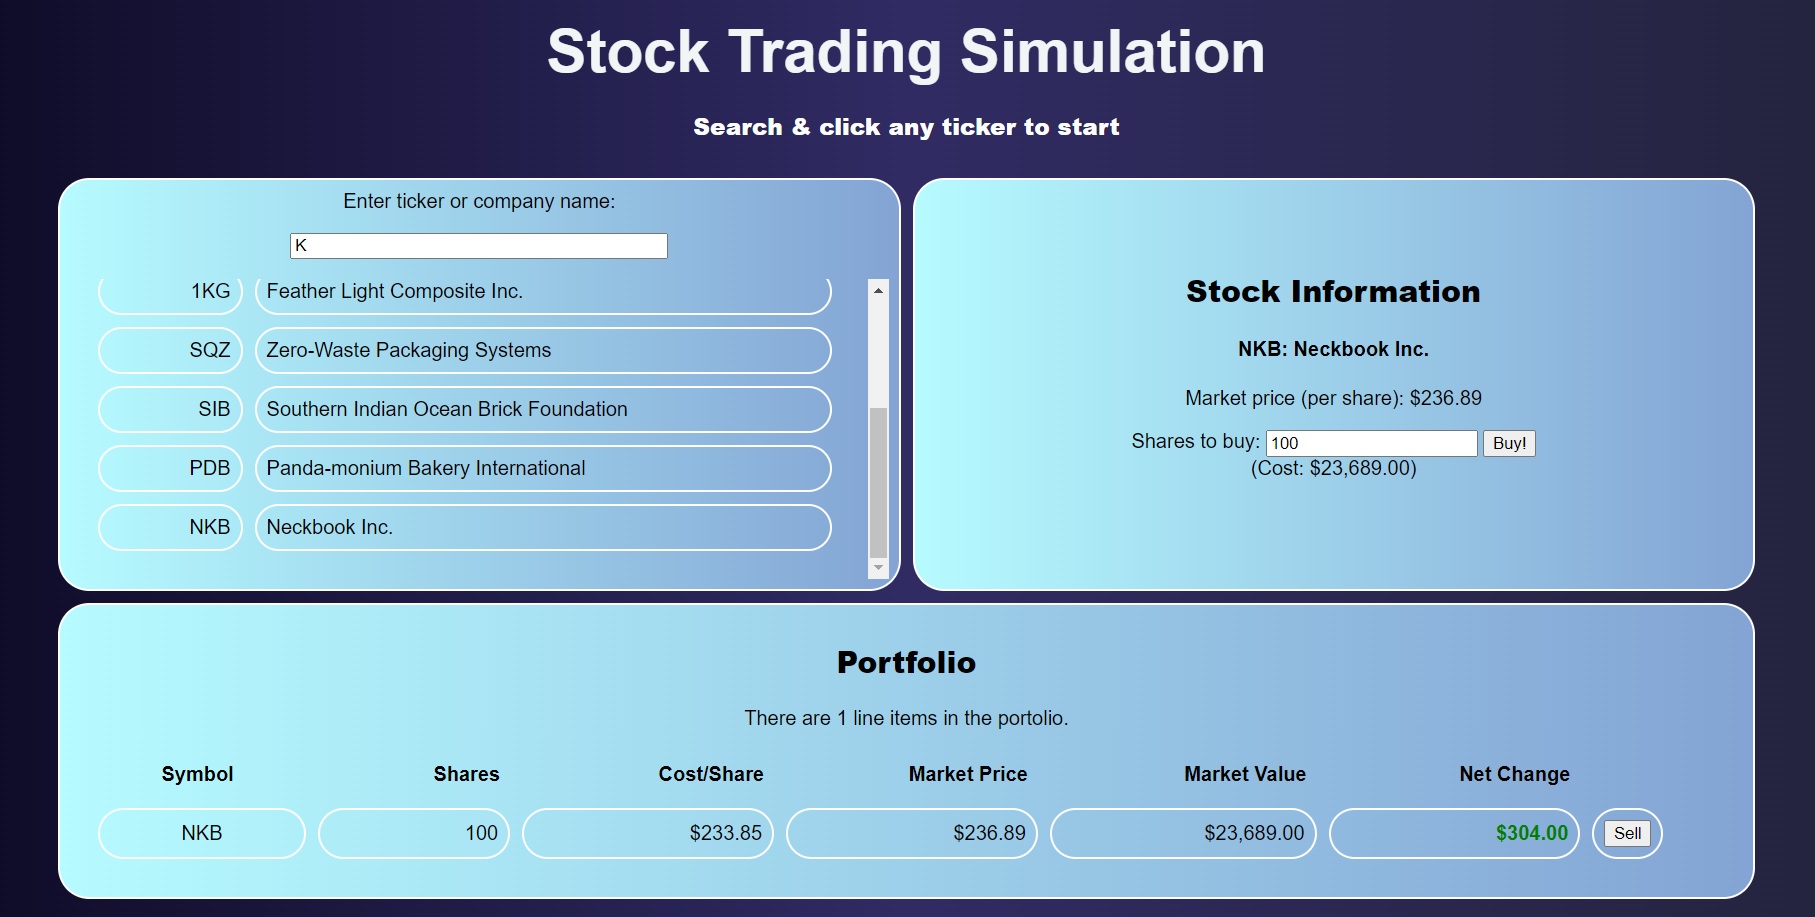 Stock Trading Simulation
Search & click any ticker to start
Enter ticker or company name:
K
1KG Feather Light Composite Inc.
SQZ Zero-Waste Packaging Systems
SIB Southern Indian Ocean Brick Foundation
PDB Panda-monium Bakery International
NKB Neckbook Inc.
Stock Information
NKB: Neckbook Inc.
Market price (per share): $236.89
Shares to buy: 100 Buy!
(Cost: $23,689.00)
Portfolio
There are 1 line items in the portolio.
Symbol Shares Cost/Share Market Price Market Value Net Change
NKB 100 $233.85 $236.89 $23,689.00 $304.00 Sell